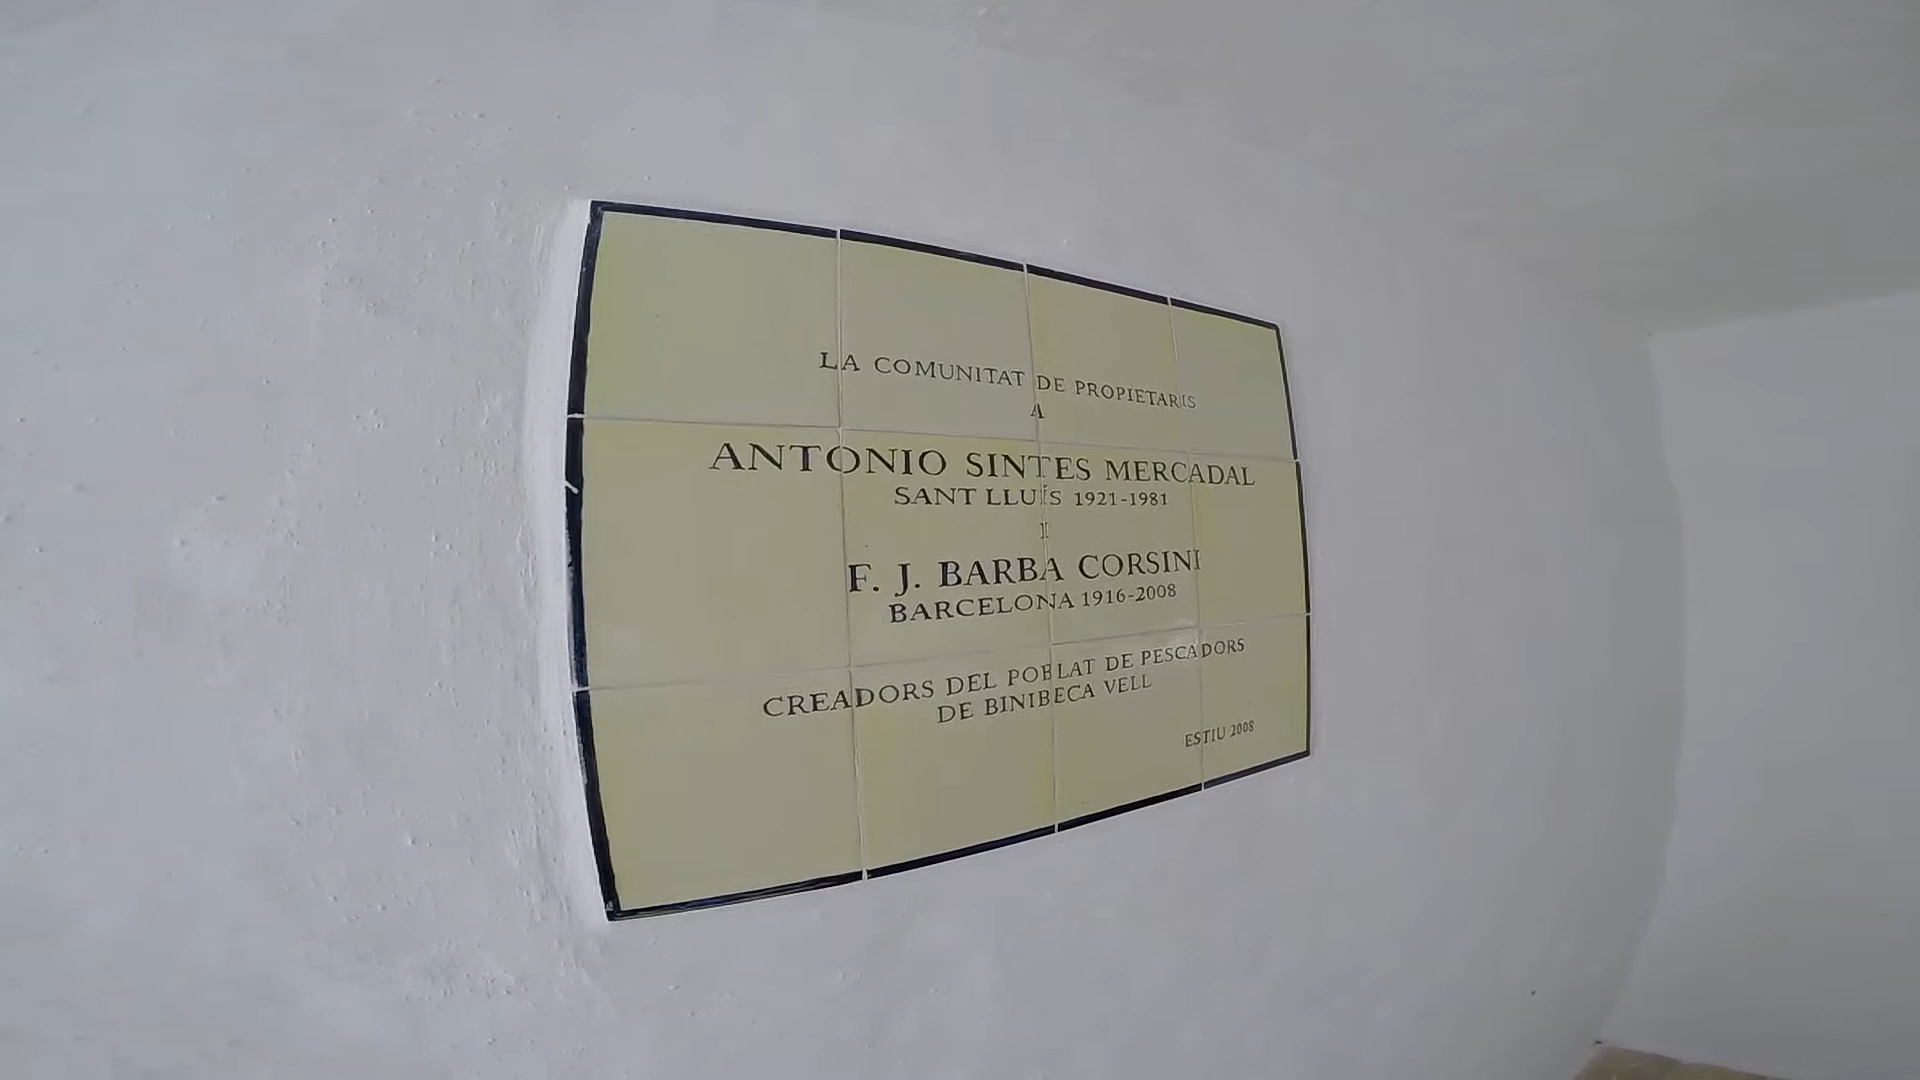 LA COMUNITAT DE PROPIETARIS
A
ANTONIO SINTES MERCADAL
SANT LLUÍS 1921-1981
I
F. J. BARBA CORSINI
BARCELONA 1916-2008
CREADORS DEL POBLAT DE PESCADORS
DE BINIBECA VELL
ESTIU 2008